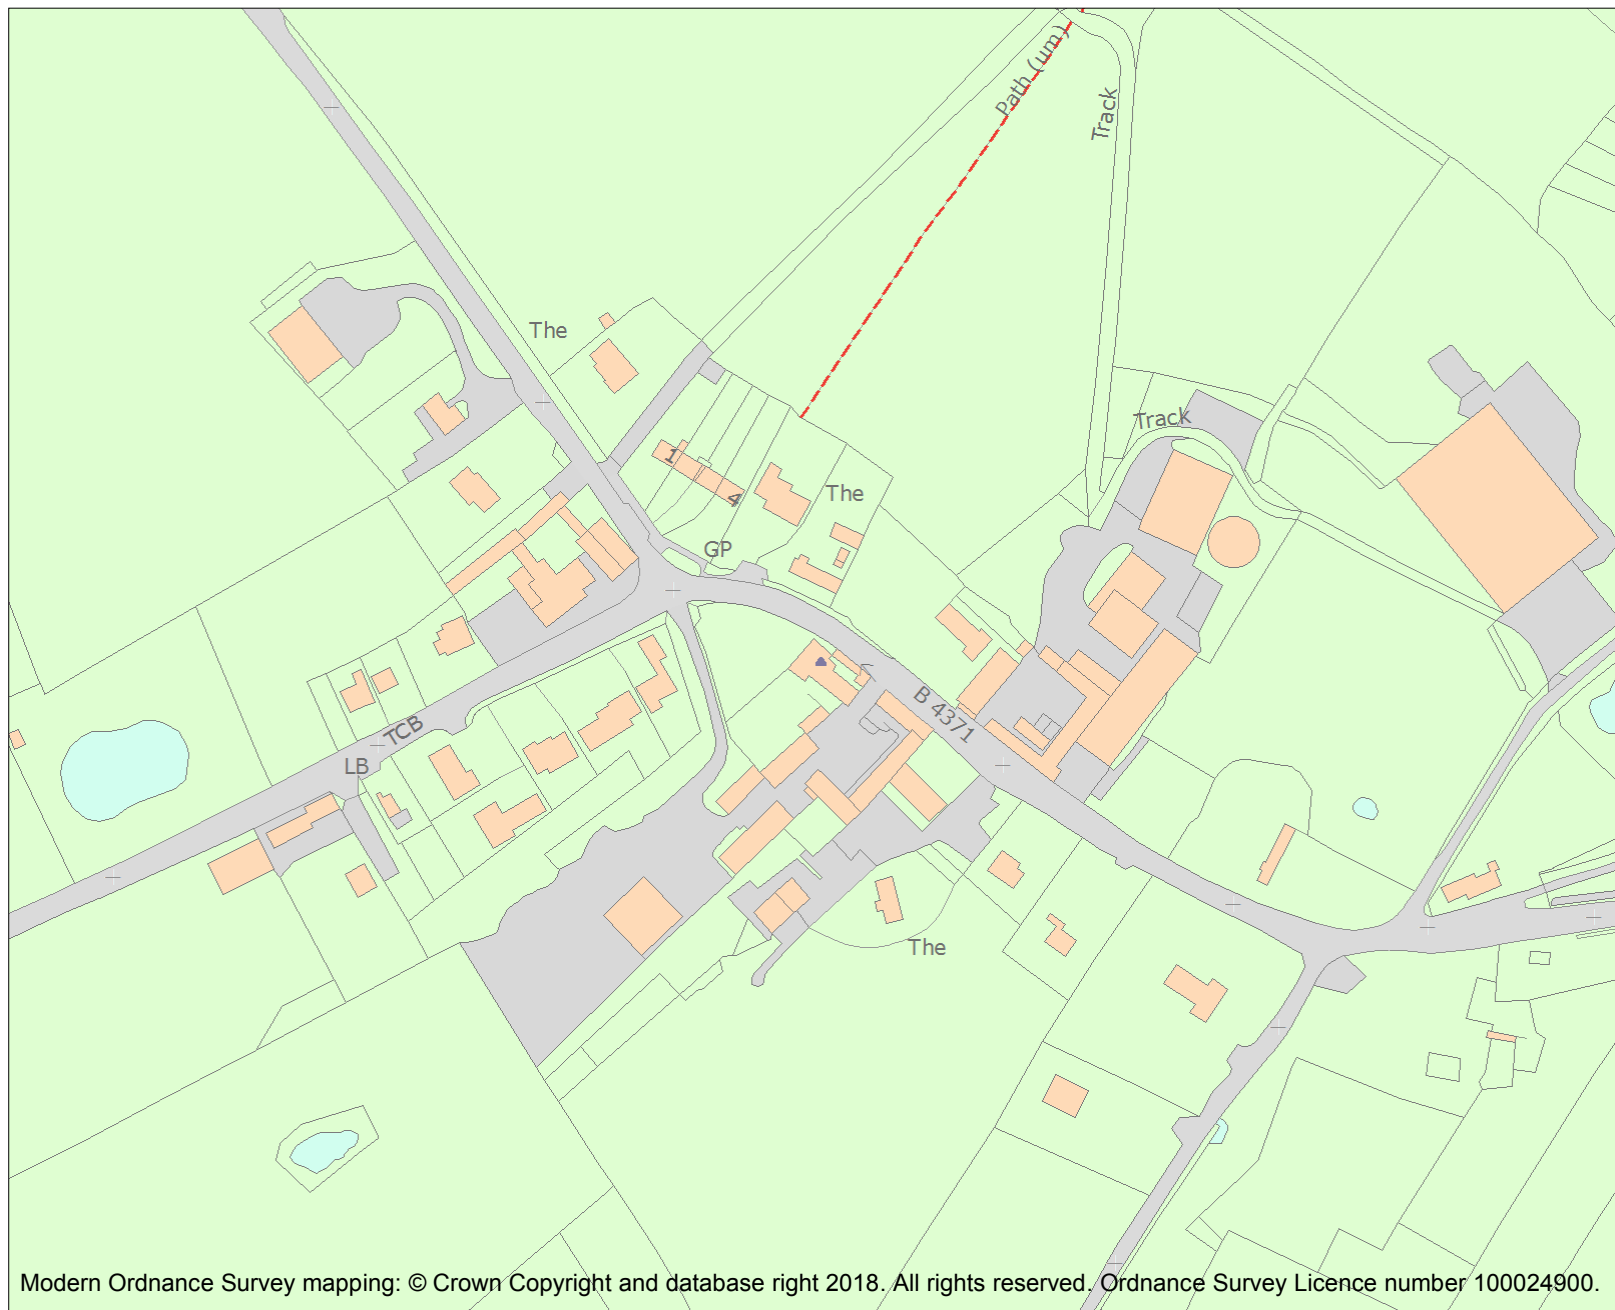 Path (um)
Track
The
Track
1
4
The
GP
B 4371
TCB
LB
The
Modern Ordnance Survey mapping: © Crown Copyright and database right 2018. All rights reserved. Ordnance Survey Licence number 100024900.